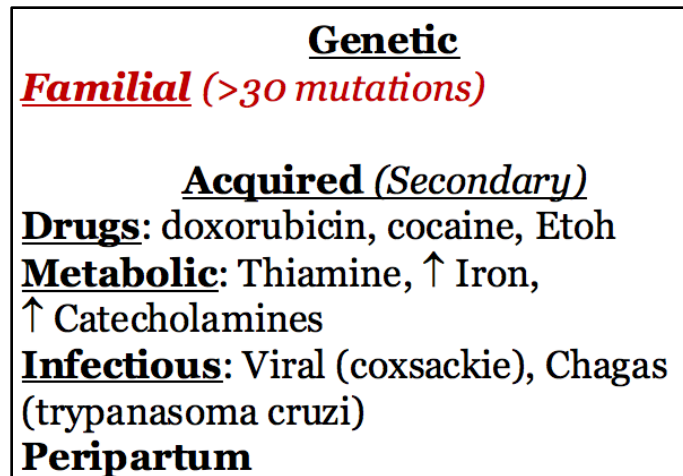 Genetic
Familial (>30 mutations)
Acquired (Secondary)
Drugs: doxorubicin, cocaine, Etoh
Metabolic: Thiamine, ↑ Iron,
↑ Catecholamines
Infectious: Viral (coxsackie), Chagas
(trypanasoma cruzi)
Peripartum